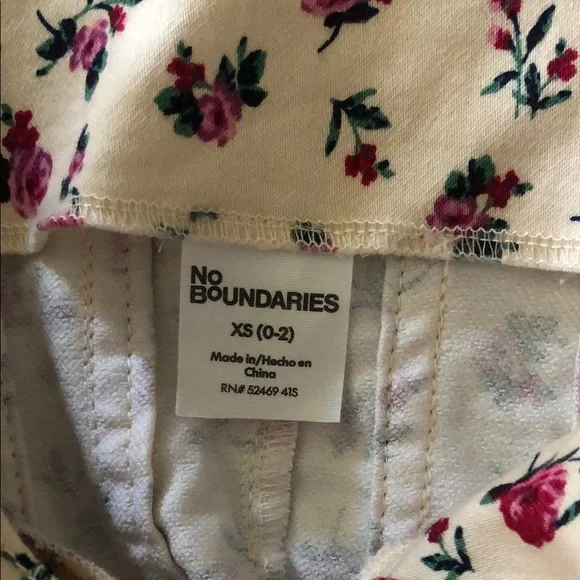 No
BoUNDARIES
XS (0-2)
Made in/Hecho en
China
RN# 52469 41S